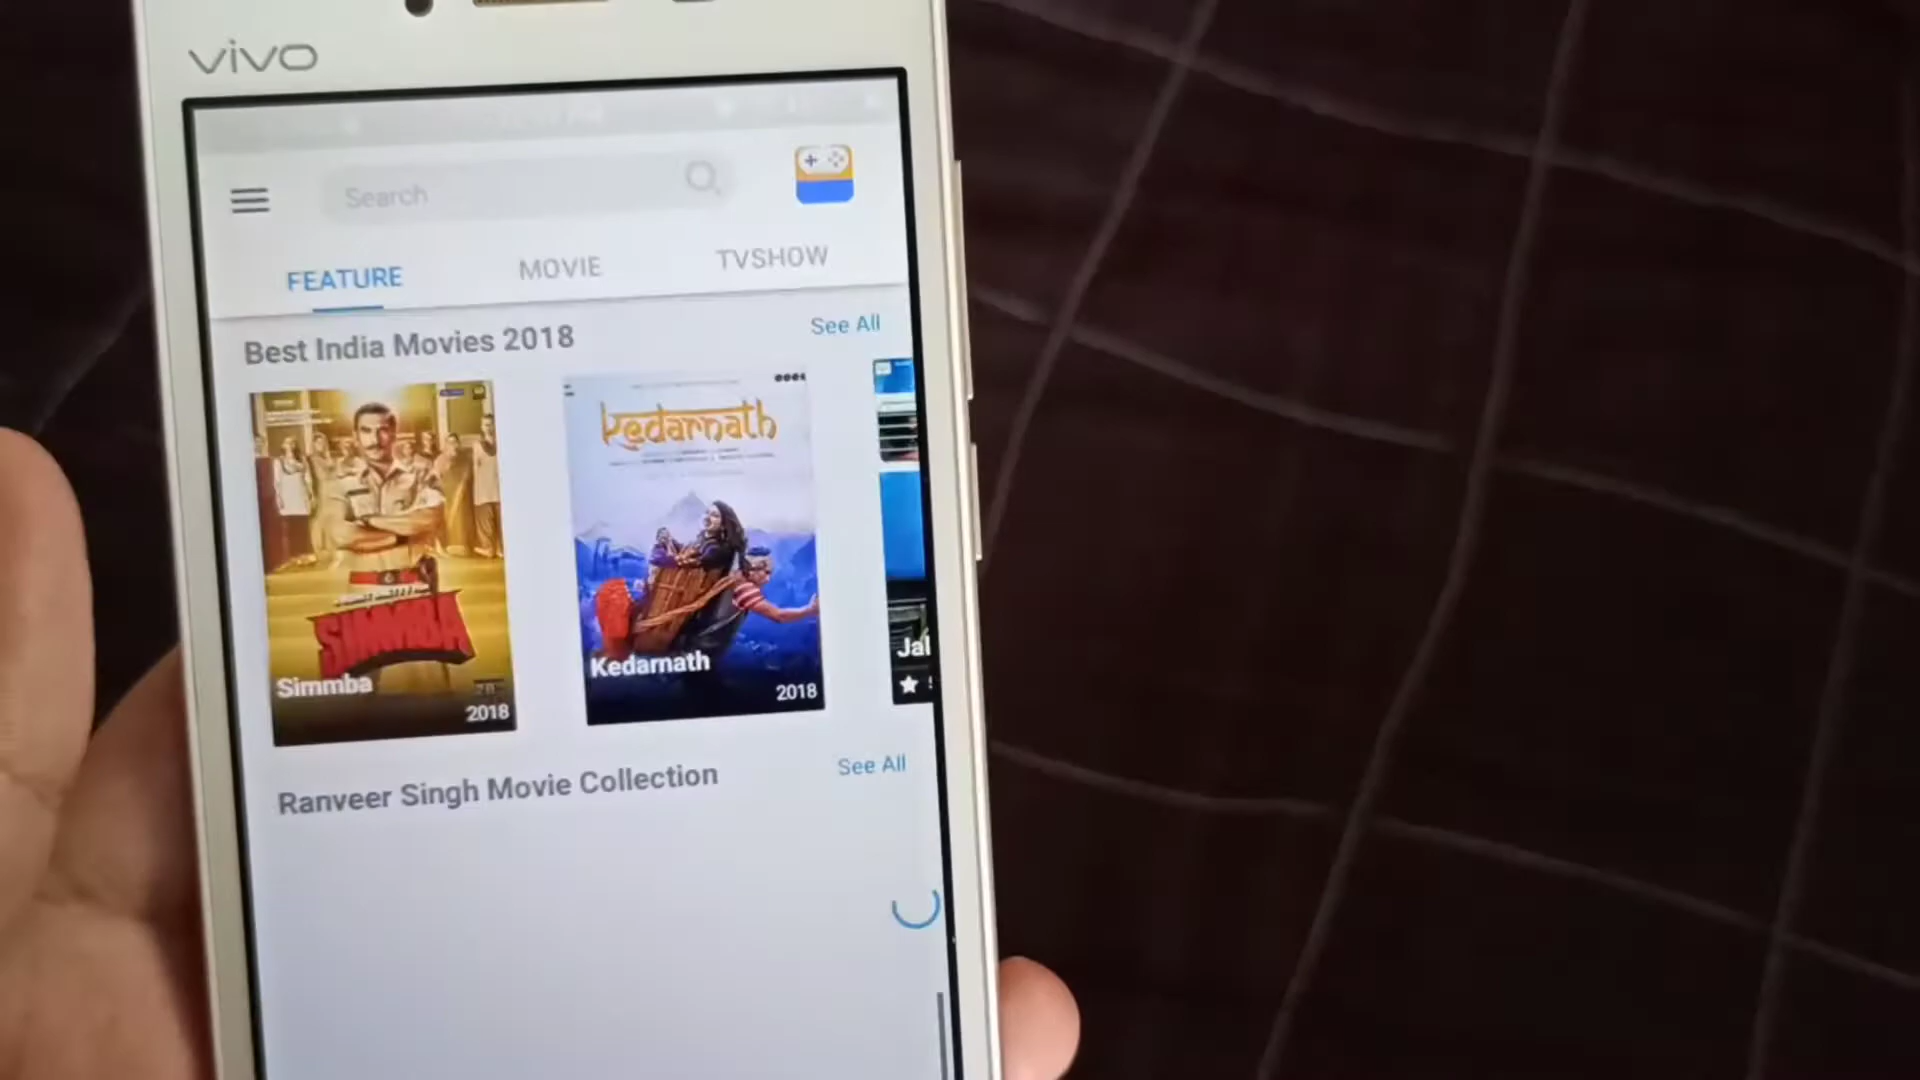 vivo
Search
FEATURE
MOVIE
TVSHOW
Best India Movies 2018
See All
SIMMBA
Simmba
2018
Kedarnath
Kedarnath
2018
Jal
Ranveer Singh Movie Collection
See All